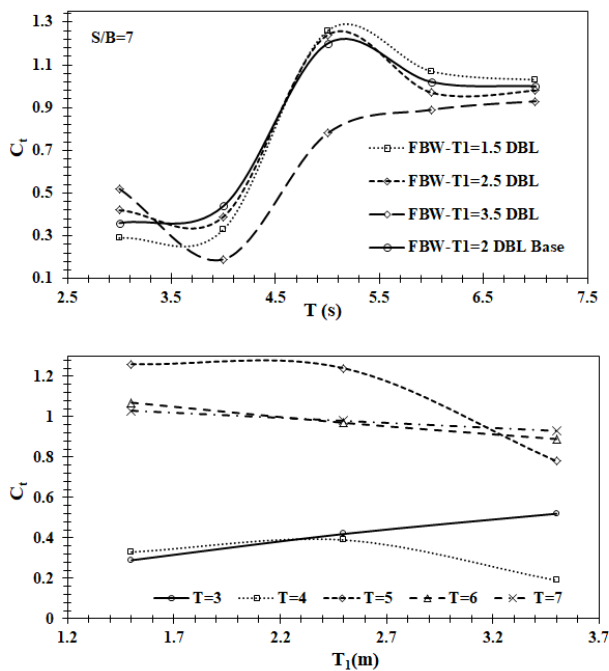 1.3
1.1
0.9
0.7
0.5
0.3
0.1
Ct
S/B=7
FBW-T1=1.5 DBL
FBW-T1=2.5 DBL
FBW-T1=3.5 DBL
FBW-T1=2 DBL Base
2.5 3.5 4.5 5.5 6.5 7.5
T (s)
1.2
1
0.8
0.6
0.4
0.2
0
Ct
T=3 T=4 T=5 T=6 T=7
1.2 1.7 2.2 2.7 3.2 3.7
T1(m)